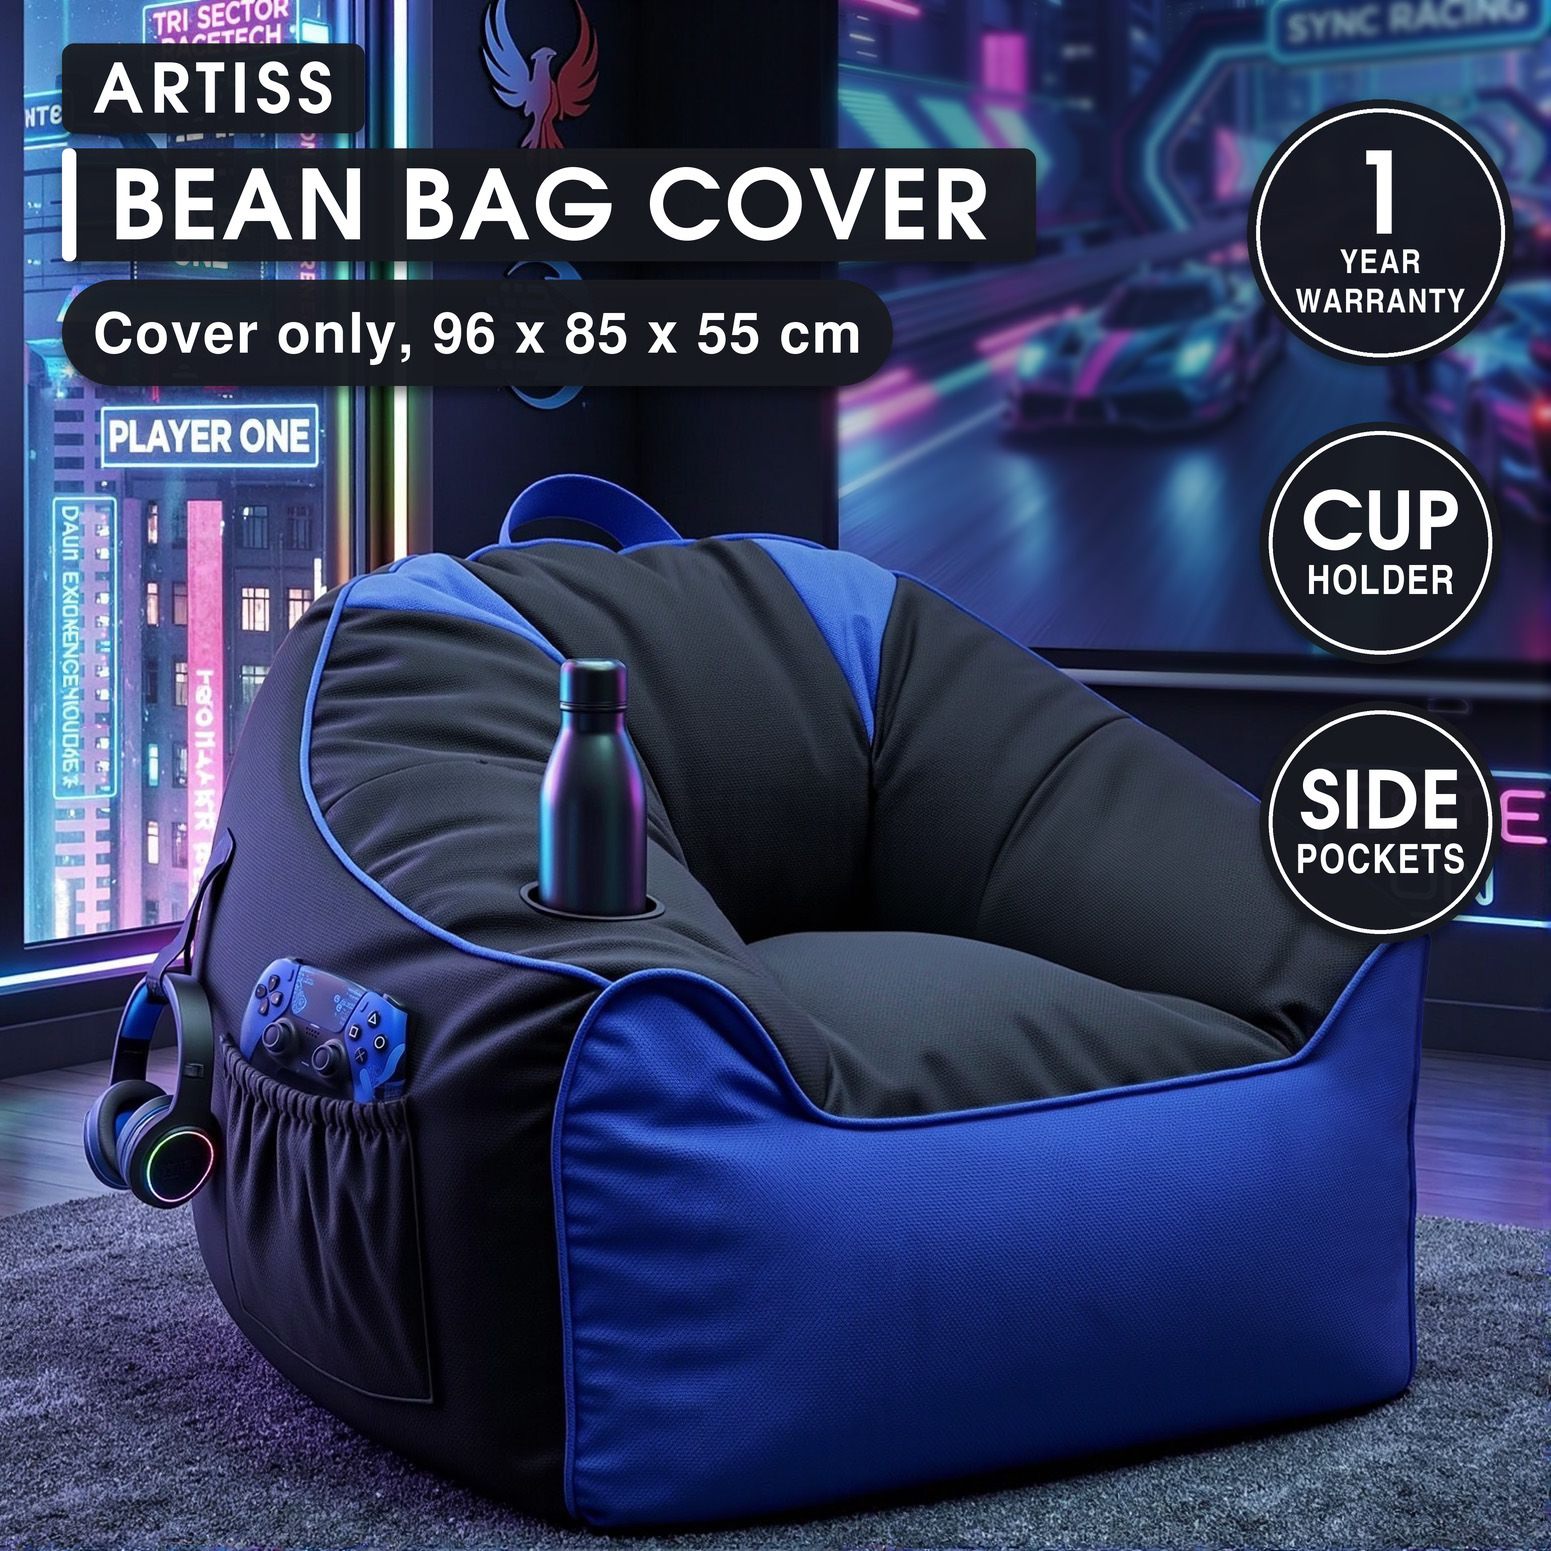 TRI SECTOR
RACETECH
SYNC RACING
ARTISS
BEAN BAG COVER
Cover only, 96 x 85 x 55 cm
1
YEAR
WARRANTY
PLAYER ONE
CUP
HOLDER
SIDE
POCKETS